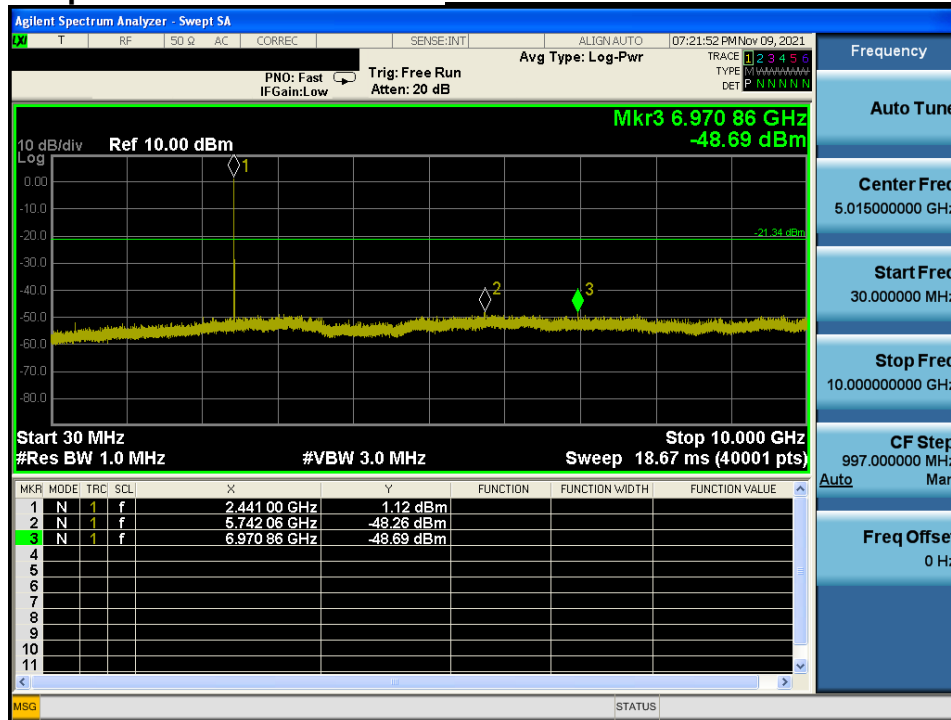 Agilent Spectrum Analyzer - Swept SA
LXI T RF 50 Ω AC CORREC SENSE:INT ALIGN AUTO 07:21:52 PM Nov 09, 2021
Avg Type: Log-Pwr TRACE 1 2 3 4 5 6
PNO: Fast Trig: Free Run TYPE M WWWWW
IFGain:Low Atten: 20 dB DET P N N N N N
Mkr3 6.970 86 GHz
10 dB/div Ref 10.00 dBm -48.69 dBm
Log
1
0.00
-10.0
-20.0
-21.34 dBm
-30.0
-40.0
2
3
-50.0
-60.0
-70.0
-80.0
Start 30 MHz Stop 10.000 GHz
#Res BW 1.0 MHz #VBW 3.0 MHz Sweep 18.67 ms (40001 pts)
MKR MODE TRC SCL X Y FUNCTION FUNCTION WIDTH FUNCTION VALUE
1 N 1 f 2.441 00 GHz 1.12 dBm
2 N 1 f 5.742 06 GHz -48.26 dBm
3 N 1 f 6.970 86 GHz -48.69 dBm
4
5
6
7
8
9
10
11
MSG STATUS
Frequency
Auto Tune
Center Freq
5.015000000 GHz
Start Freq
30.000000 MHz
Stop Freq
10.000000000 GHz
CF Step
997.000000 MHz
Auto Man
Freq Offset
0 Hz